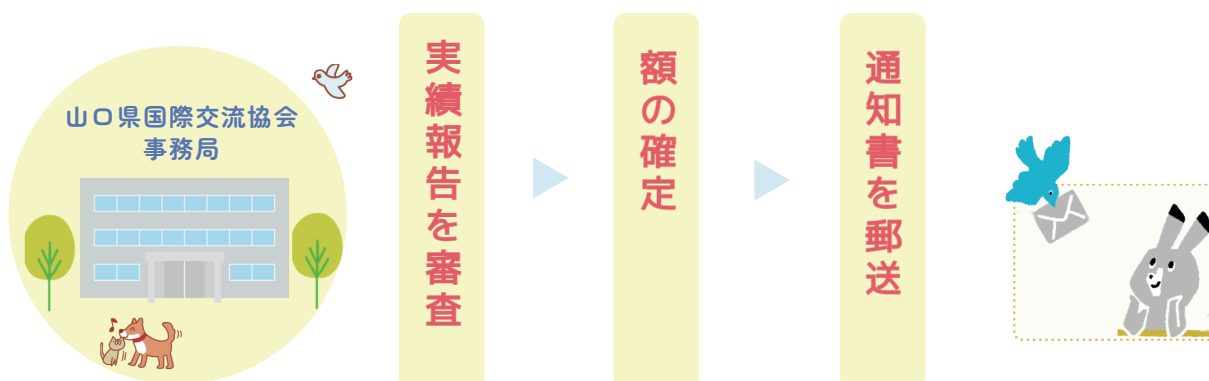 山口県国際交流協会
事務局
実績報告を審査
額の確定
通知書を郵送